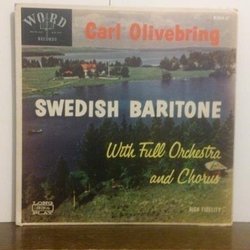 WORD
RECORDS
Carl Olivebring
SWEDISH BARITONE
With Full Orchestra
and Chorus
LONG
PLAY
HIGH FIDELITY